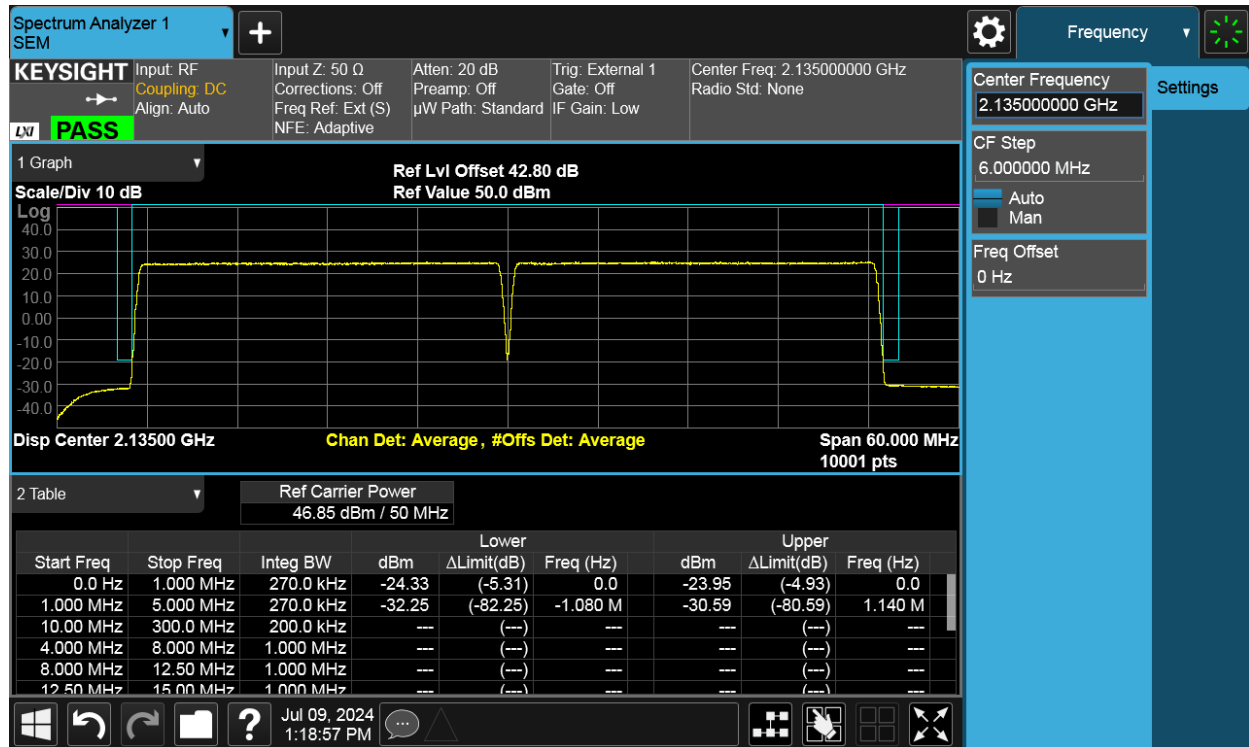 Spectrum Analyzer 1
SEM
Frequency
KEYSIGHT
LXI
PASS
Input: RF
Coupling: DC
Align: Auto
Input Z: 50 Ω
Corrections: Off
Freq Ref: Ext (S)
NFE: Adaptive
Atten: 20 dB
Preamp: Off
µW Path: Standard
Trig: External 1
Gate: Off
IF Gain: Low
Center Freq: 2.135000000 GHz
Radio Std: None
Center Frequency
2.135000000 GHz
Settings
CF Step
6.000000 MHz
Auto
Man
Freq Offset
0 Hz
1 Graph
Ref Lvl Offset 42.80 dB
Scale/Div 10 dB
Ref Value 50.0 dBm
Log
40.0
30.0
20.0
10.0
0.00
-10.0
-20.0
-30.0
-40.0
Disp Center 2.13500 GHz
Chan Det: Average , #Offs Det: Average
Span 60.000 MHz
10001 pts
2 Table
Ref Carrier Power
46.85 dBm / 50 MHz
Lower Upper
Start Freq Stop Freq Integ BW dBm ΔLimit(dB) Freq (Hz) dBm ΔLimit(dB) Freq (Hz)
0.0 Hz 1.000 MHz 270.0 kHz -24.33 (-5.31) 0.0 -23.95 (-4.93) 0.0
1.000 MHz 5.000 MHz 270.0 kHz -32.25 (-82.25) -1.080 M -30.59 (-80.59) 1.140 M
10.00 MHz 300.0 MHz 200.0 kHz --- (---) --- --- (---) ---
4.000 MHz 8.000 MHz 1.000 MHz --- (---) --- --- (---) ---
8.000 MHz 12.50 MHz 1.000 MHz --- (---) --- --- (---) ---
12.50 MHz 15.00 MHz 1.000 MHz --- (---) --- --- (---) ---
?
Jul 09, 2024
1:18:57 PM